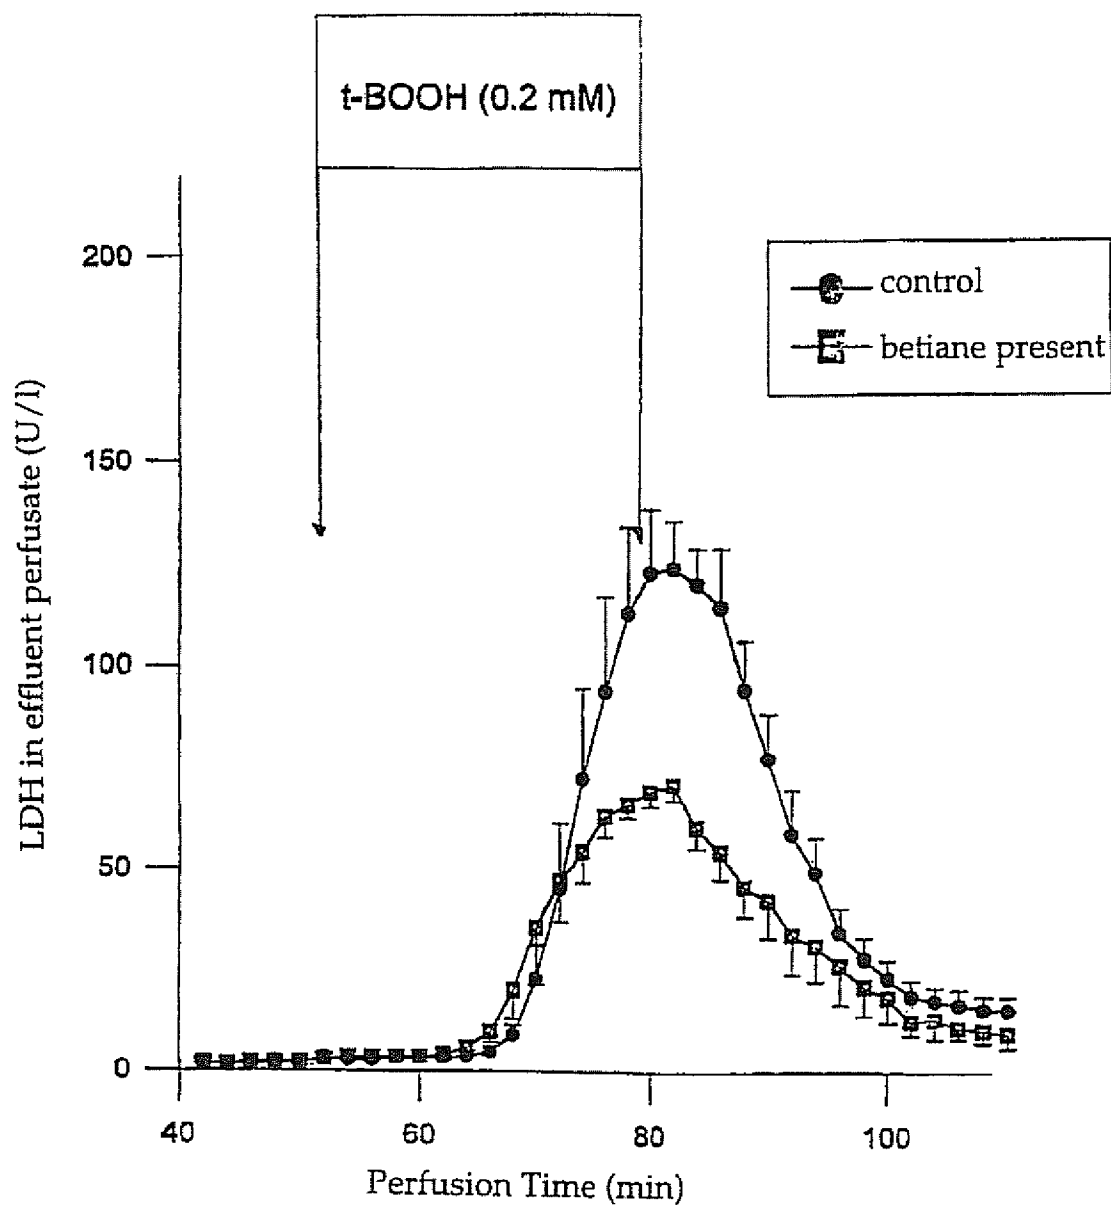 t-BOOH (0.2 mM)
control
betiane present
LDH in effluent perfusate (U/l)
200
150
100
50
0
40
60
80
100
Perfusion Time (min)